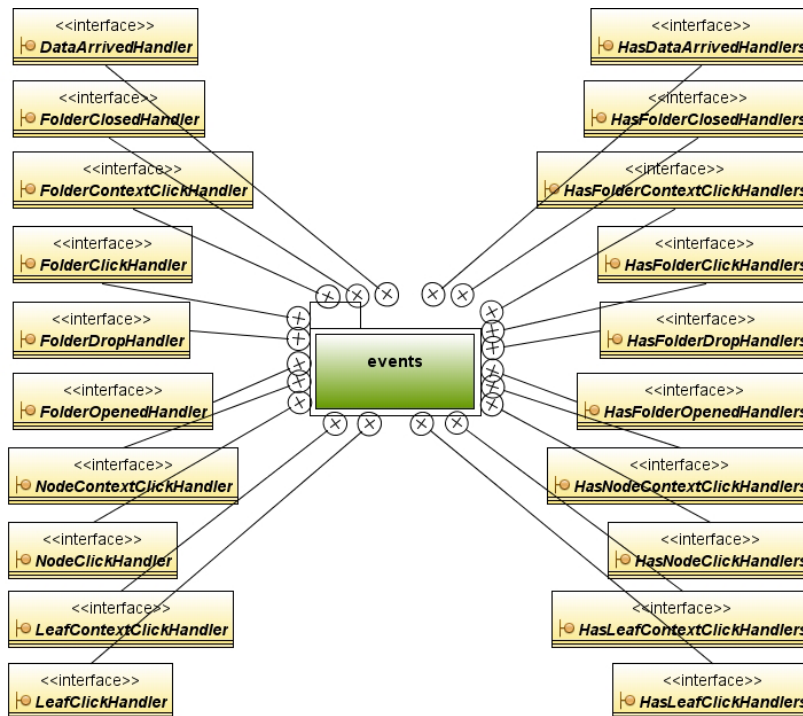 <<interface>>
DataArrivedHandler
<<interface>>
FolderClosedHandler
<<interface>>
FolderContextClickHandler
<<interface>>
FolderClickHandler
<<interface>>
FolderDropHandler
<<interface>>
FolderOpenedHandler
<<interface>>
NodeContextClickHandler
<<interface>>
NodeClickHandler
<<interface>>
LeafContextClickHandler
<<interface>>
LeafClickHandler
events
<<interface>>
HasDataArrivedHandlers
<<interface>>
HasFolderClosedHandlers
<<interface>>
HasFolderContextClickHandlers
<<interface>>
HasFolderClickHandlers
<<interface>>
HasFolderDropHandlers
<<interface>>
HasFolderOpenedHandlers
<<interface>>
HasNodeContextClickHandlers
<<interface>>
HasNodeClickHandlers
<<interface>>
HasLeafContextClickHandlers
<<interface>>
HasLeafClickHandlers